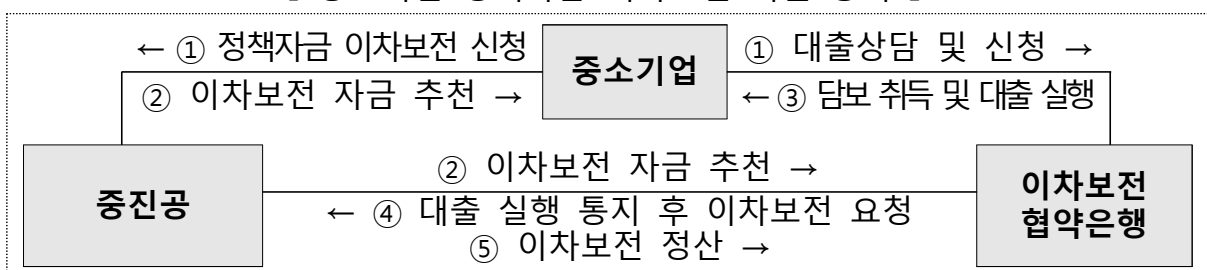 ← ① 정책자금 이차보전 신청
중소기업
① 대출상담 및 신청 →
② 이차보전 자금 추천 →
← ③ 담보 취득 및 대출 실행
중진공
② 이차보전 자금 추천 →
← ④ 대출 실행 통지 후 이차보전 요청
⑤ 이차보전 정산 →
이차보전
협약은행